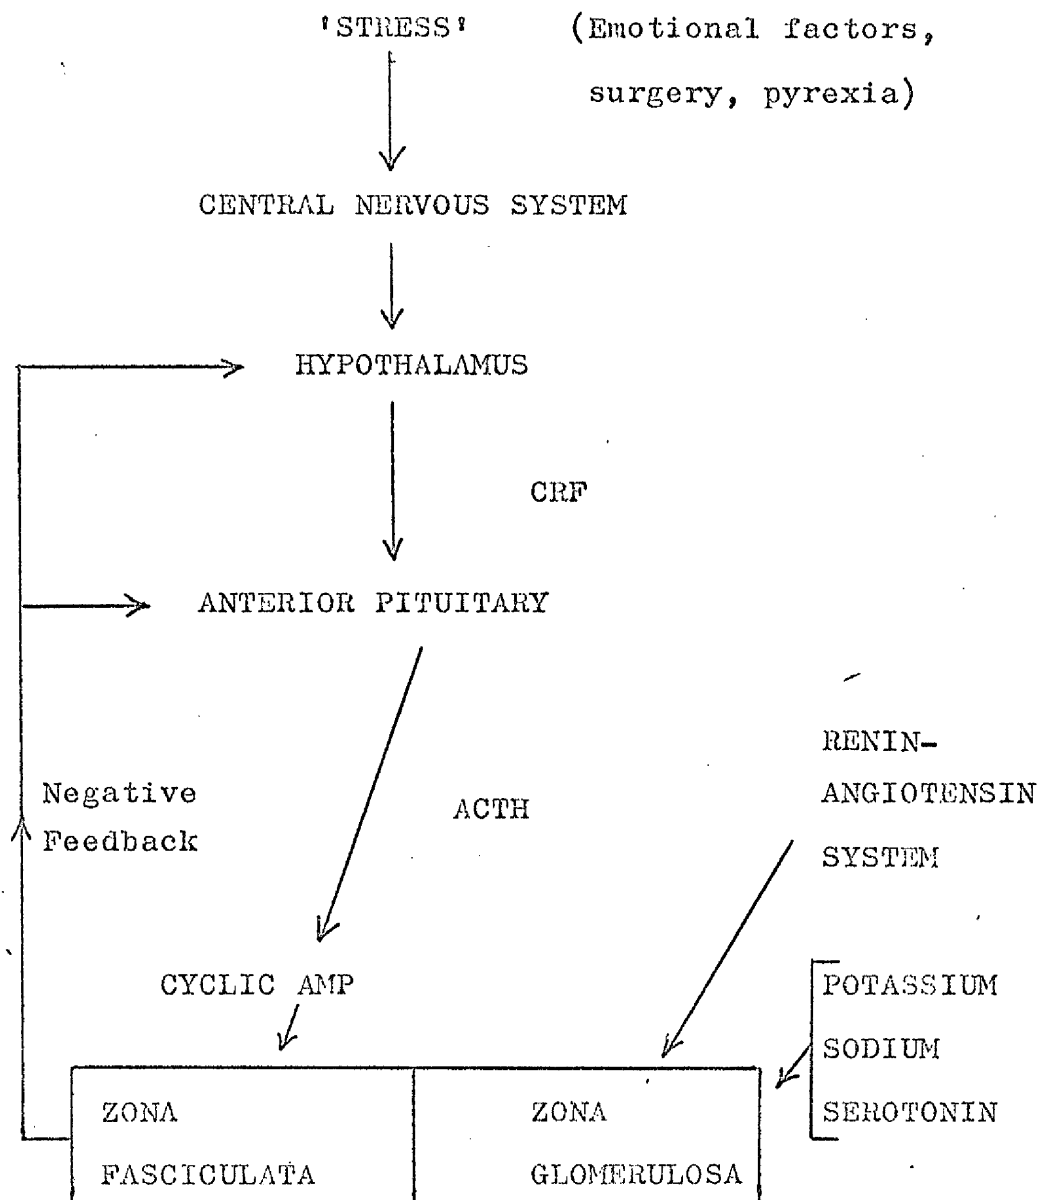 'STRESS' (Emotional factors,
surgery, pyrexia)
CENTRAL NERVOUS SYSTEM
HYPOTHALAMUS
CRF
ANTERIOR PITUITARY
RENIN-
ANGIOTENSIN
SYSTEM
Negative
Feedback
ACTH
CYCLIC AMP
POTASSIUM
SODIUM
SEROTONIN
ZONA
FASCICULATA
ZONA
GLOMERULOSA